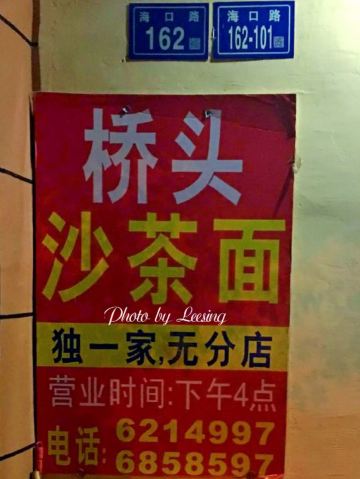 海口路
162
海口路
162-101
桥头
沙茶面
Photo by Leesing
独一家,无分店
营业时间:下午4点
电话: 6214997
6858597